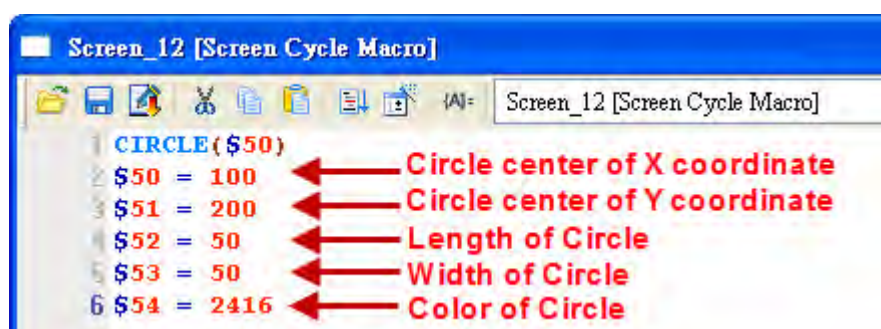 Screen_12 [Screen Cycle Macro]
{A}= Screen_12 [Screen Cycle Macro]
1 CIRCLE($50)
2 $50 = 100 Circle center of X coordinate
3 $51 = 200 Circle center of Y coordinate
4 $52 = 50 Length of Circle
5 $53 = 50 Width of Circle
6 $54 = 2416 Color of Circle